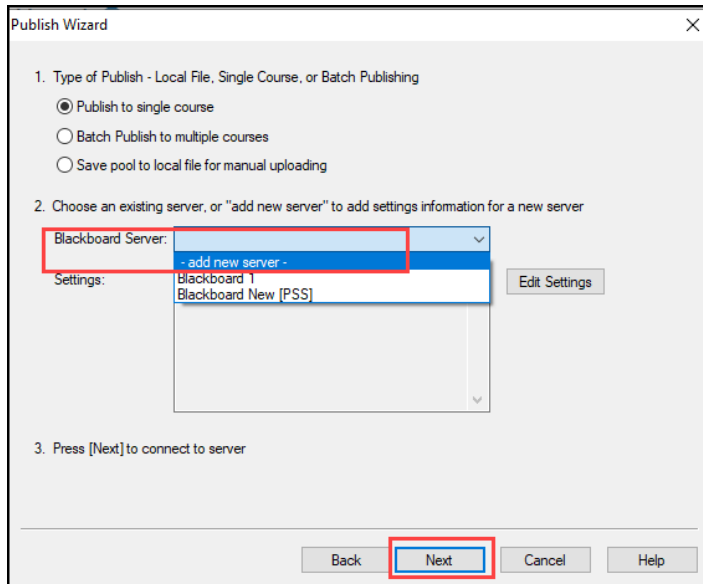 Publish Wizard
1. Type of Publish - Local File, Single Course, or Batch Publishing
Publish to single course
Batch Publish to multiple courses
Save pool to local file for manual uploading
2. Choose an existing server, or "add new server" to add settings information for a new server
Blackboard Server:
- add new server -
Settings:
Blackboard 1
Edit Settings
Blackboard New [PSS]
3. Press [Next] to connect to server
Back
Next
Cancel
Help